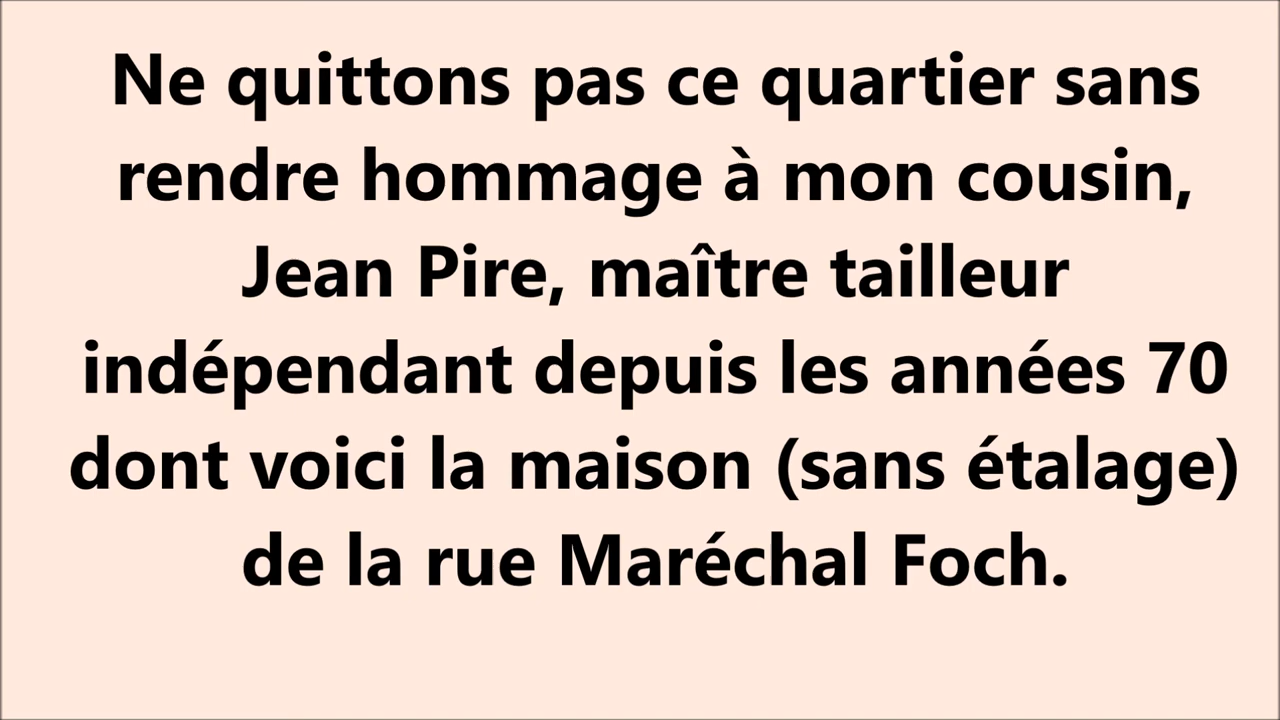 Ne quittons pas ce quartier sans
rendre hommage à mon cousin,
Jean Pire, maître tailleur
indépendant depuis les années 70
dont voici la maison (sans étalage)
de la rue Maréchal Foch.